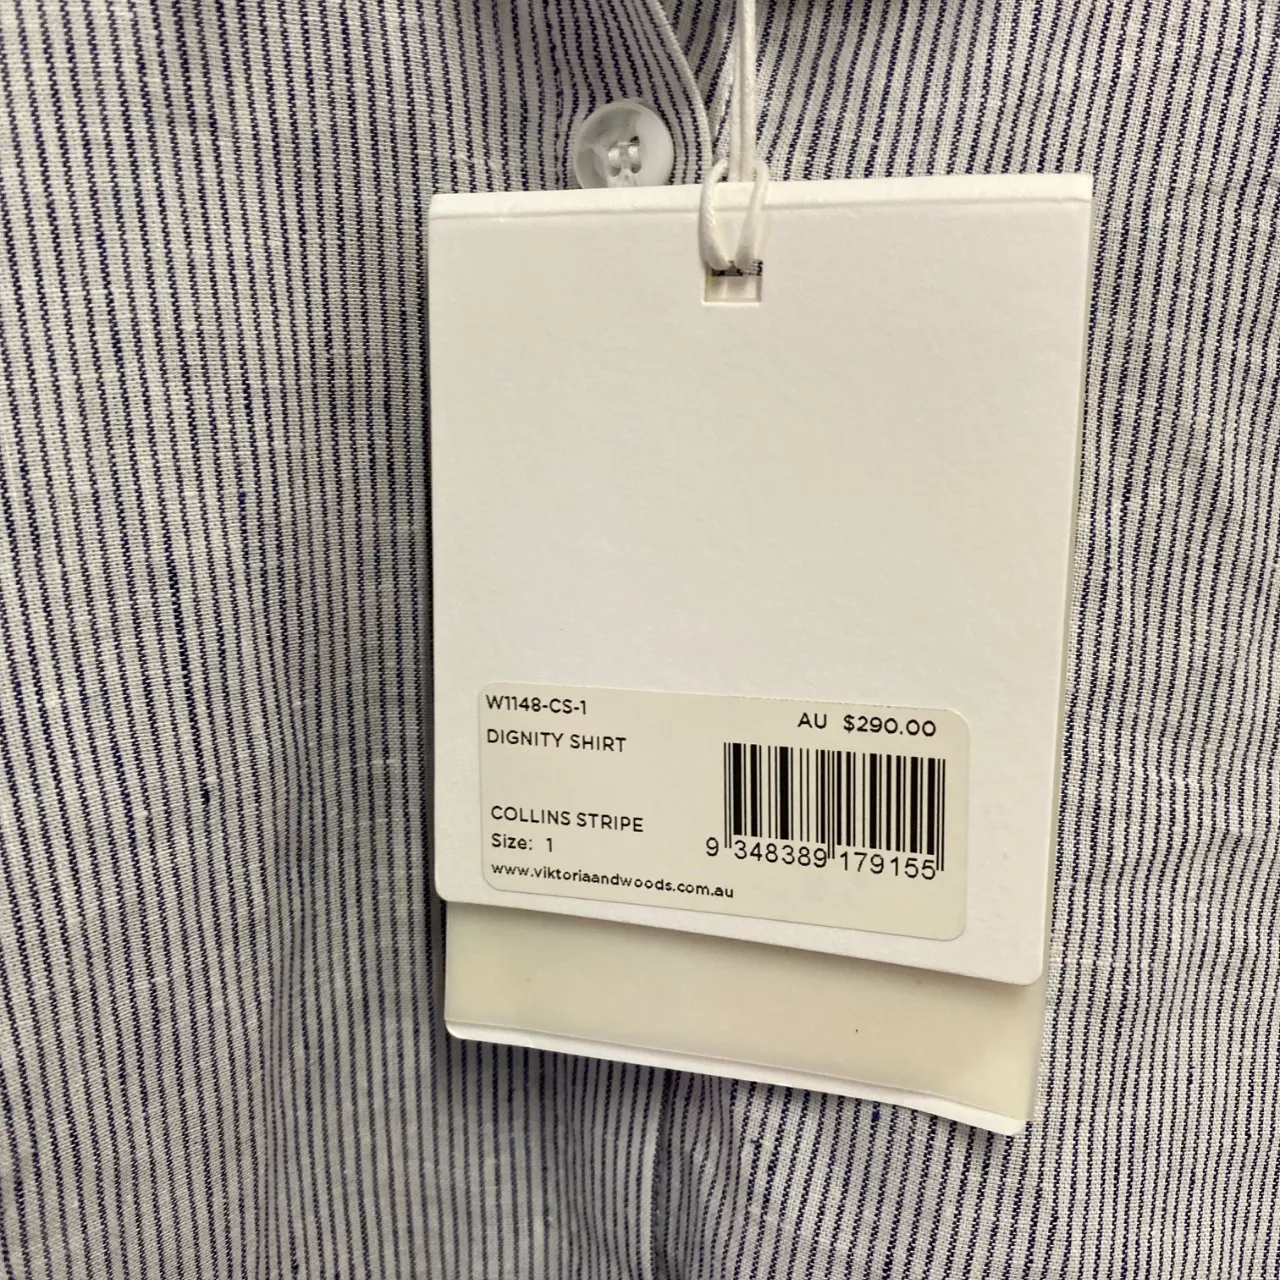 W1148-CS-1
AU $290.00
DIGNITY SHIRT
COLLINS STRIPE
Size: 1
9 348389 179155
www.viktoriaandwoods.com.au